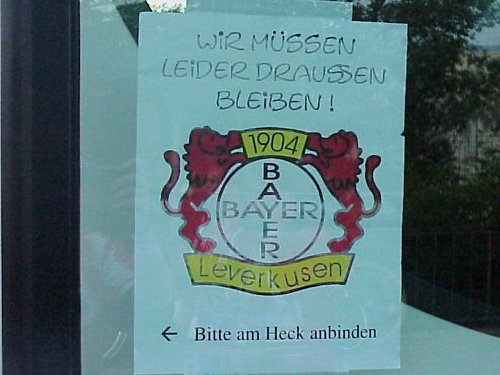 WIR MÜSSEN
LEIDER DRAUSSEN
BLEIBEN!
1904
BAYER
BAYER
Leverkusen
← Bitte am Heck anbinden